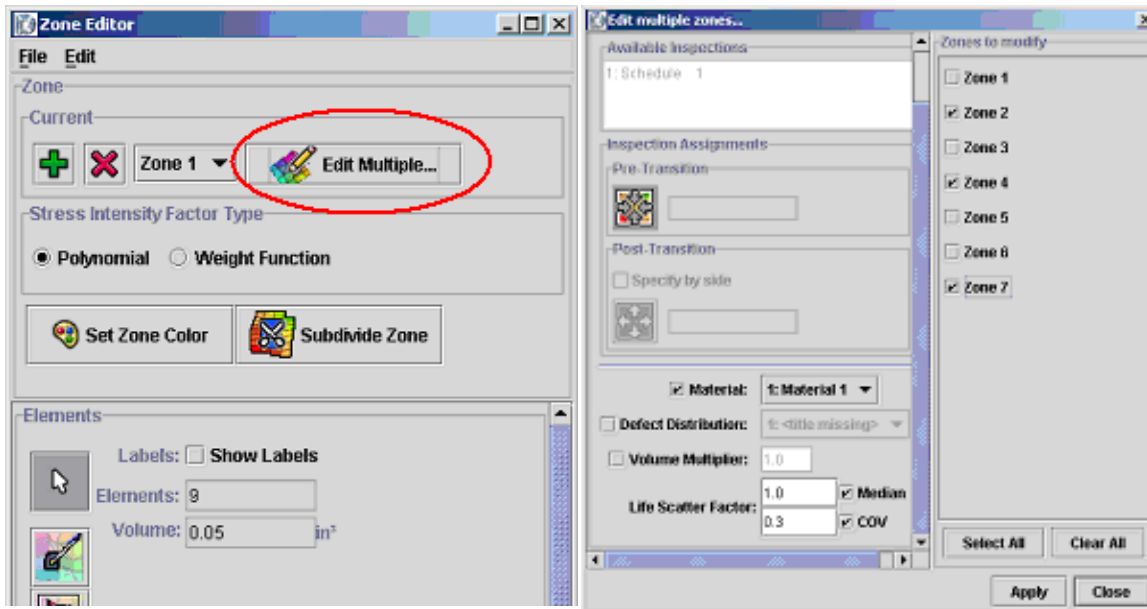 Zone Editor
File Edit
Zone
Current
Zone 1
Edit Multiple...
Stress Intensity Factor Type
Polynomial
Weight Function
Set Zone Color
Subdivide Zone
Elements
Labels: Show Labels
Elements: 9
Volume: 0.05 in³
Edit multiple zones...
Available Inspections
1: Schedule 1
Inspection Assignments
Pre-Transition
Post-Transition
Specify by side
Material: 1: Material 1
Defect Distribution: 1: <title missing>
Volume Multiplier: 1.0
Life Scatter Factor:
1.0 Median
0.3 COV
Zones to modify
Zone 1
Zone 2
Zone 3
Zone 4
Zone 5
Zone 6
Zone 7
Select All
Clear All
Apply
Close